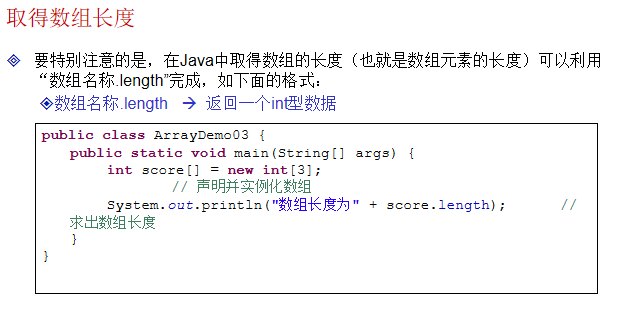 取得数组长度
要特别注意的是，在Java中取得数组的长度（也就是数组元素的长度）可以利用
“数组名称.length”完成，如下面的格式：
数组名称.length → 返回一个int型数据
public class ArrayDemo03 {
public static void main(String[] args) {
int score[] = new int[3];
// 声明并实例化数组
System.out.println("数组长度为" + score.length); //
求出数组长度
}
}